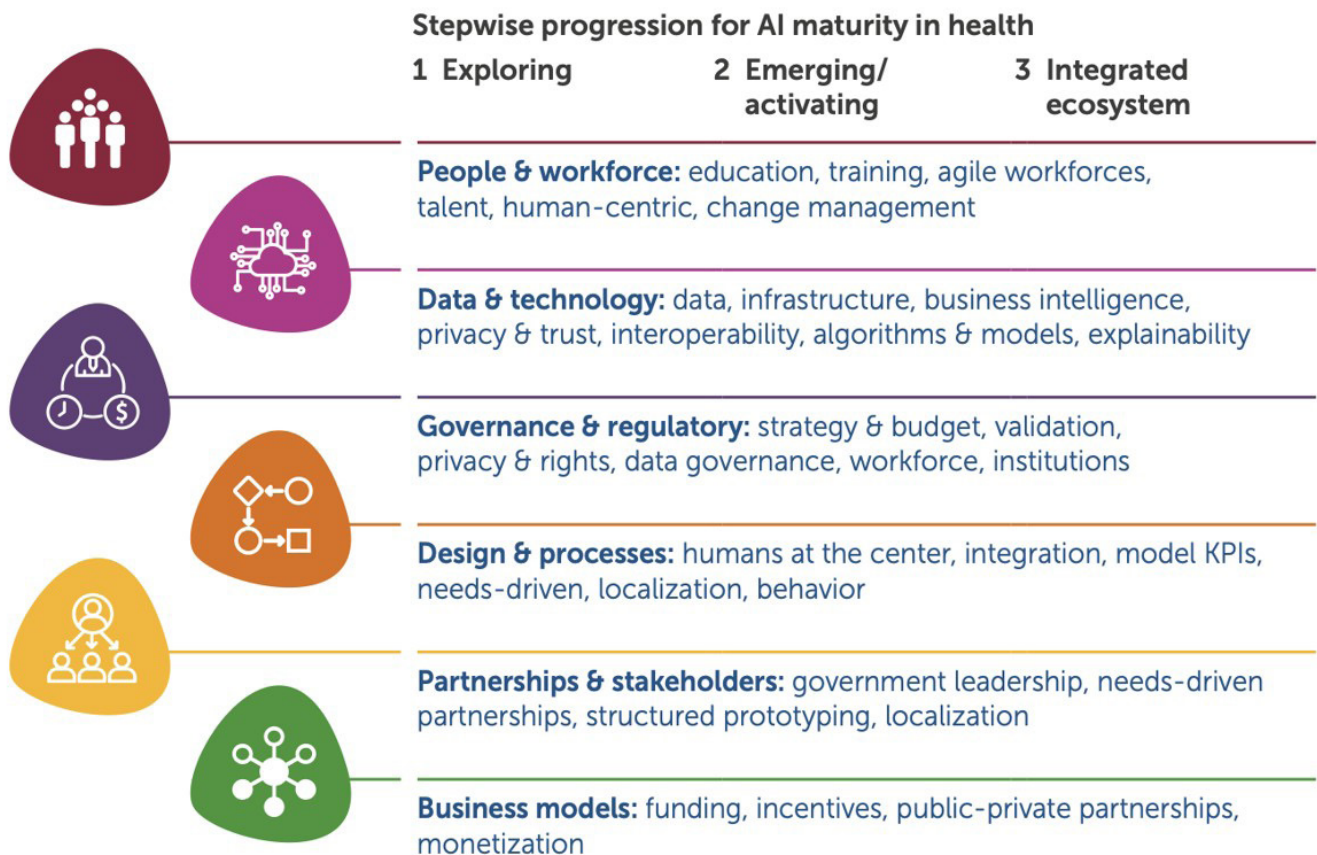 Stepwise progression for AI maturity in health
1 Exploring
2 Emerging/
activating
3 Integrated
ecosystem
People & workforce: education, training, agile workforces,
talent, human-centric, change management
Data & technology: data, infrastructure, business intelligence,
privacy & trust, interoperability, algorithms & models, explainability
Governance & regulatory: strategy & budget, validation,
privacy & rights, data governance, workforce, institutions
$
Design & processes: humans at the center, integration, model KPIs,
needs-driven, localization, behavior
Partnerships & stakeholders: government leadership, needs-driven
partnerships, structured prototyping, localization
Business models: funding, incentives, public-private partnerships,
monetization